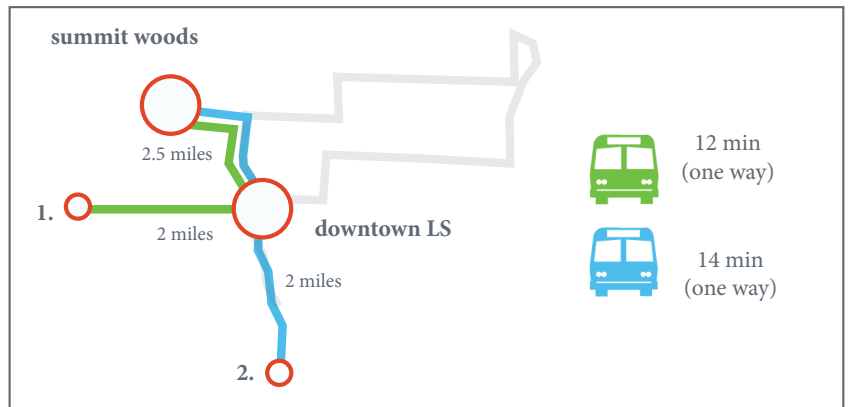 summit woods
2.5 miles
1.
2 miles
downtown LS
2 miles
2.
12 min
(one way)
14 min
(one way)